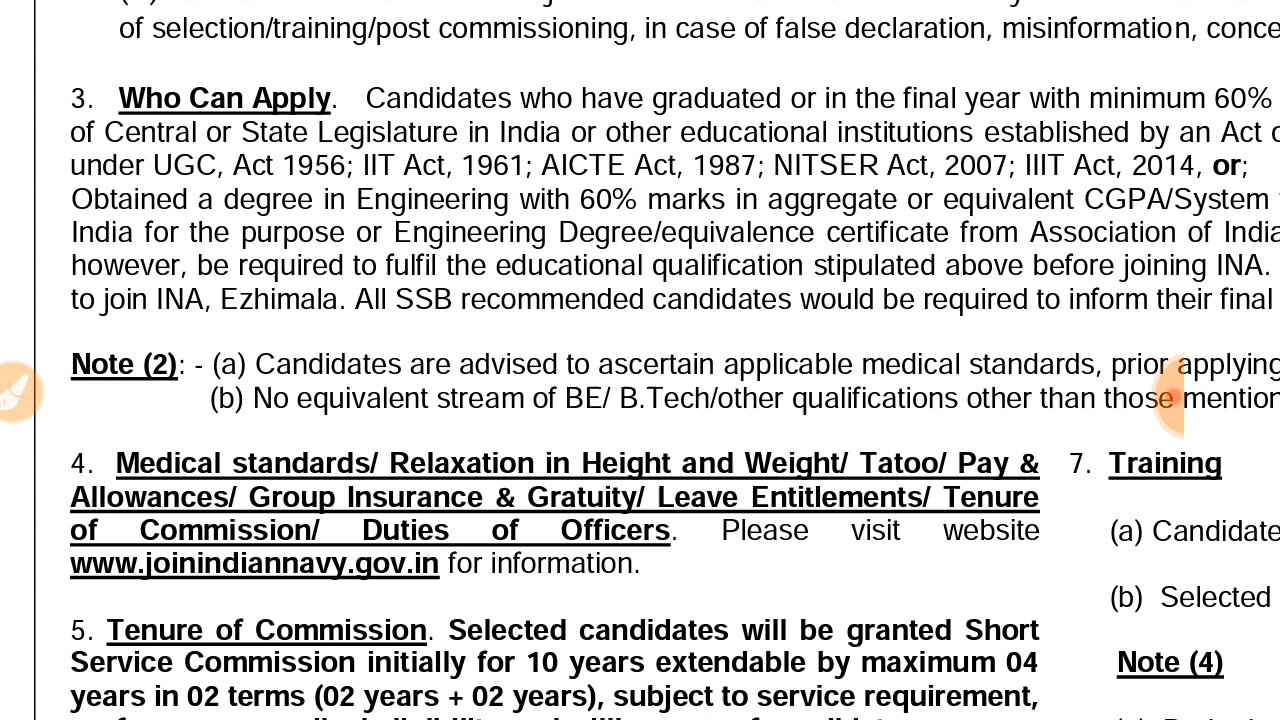 of selection/training/post commissioning, in case of false declaration, misinformation, conce
3. Who Can Apply. Candidates who have graduated or in the final year with minimum 60%
of Central or State Legislature in India or other educational institutions established by an Act
under UGC, Act 1956; IIT Act, 1961; AICTE Act, 1987; NITSER Act, 2007; IIIT Act, 2014, or;
Obtained a degree in Engineering with 60% marks in aggregate or equivalent CGPA/System
India for the purpose or Engineering Degree/equivalence certificate from Association of India
however, be required to fulfil the educational qualification stipulated above before joining INA.
to join INA, Ezhimala. All SSB recommended candidates would be required to inform their final
Note (2): - (a) Candidates are advised to ascertain applicable medical standards, prior applying
(b) No equivalent stream of BE/ B.Tech/other qualifications other than those mention
4. Medical standards/ Relaxation in Height and Weight/ Tatoo/ Pay &
Allowances/ Group Insurance & Gratuity/ Leave Entitlements/ Tenure
of Commission/ Duties of Officers. Please visit website
www.joinindiannavy.gov.in for information.
5. Tenure of Commission. Selected candidates will be granted Short
Service Commission initially for 10 years extendable by maximum 04
years in 02 terms (02 years + 02 years), subject to service requirement,
7. Training
(a) Candidate
(b) Selected
Note (4)